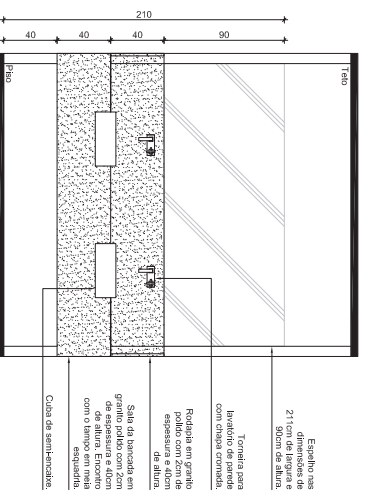 210
40
40
40
90
Piso
Teto
Espelho nas
dimensões de
211cm de largura e
90cm de altura.
Torneira para
lavatório de parede
com chapa cromada.
Rodapia em granito
polido com 2cm de
espessura e 40cm
de altura.
Saia da bancada em
granito polido com 2cm
de espessura e 40cm
de altura. Encontro
com o tampo em meia
esquadria.
Cuba de semi-encaixe.